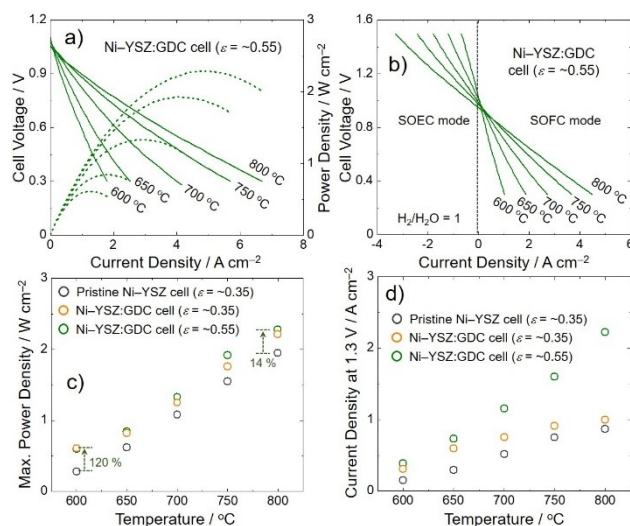 a)
Ni–YSZ:GDC cell (ε = ~0.55)
Cell Voltage / V
1.2
0.9
0.6
0.3
0.0
Power Density / W cm⁻²
3
2
1
0
600 °C
650 °C
700 °C
750 °C
800 °C
0 2 4 6 8
Current Density / A cm⁻²
b)
Ni–YSZ:GDC
cell (ε = ~0.55)
Cell Voltage / V
2.0
1.5
1.0
0.5
0.0
SOEC mode
SOFC mode
H₂/H₂O = 1
600 °C
650 °C
700 °C
750 °C
800 °C
-4 -2 0 2 4 6
Current Density / A cm⁻²
c)
Pristine Ni–YSZ cell (ε = ~0.35)
Ni–YSZ:GDC cell (ε = ~0.35)
Ni–YSZ:GDC cell (ε = ~0.55)
Max. Power Density / W cm⁻²
3
2
1
0
120 %
14 %
600 650 700 750 800
Temperature / °C
d)
Pristine Ni–YSZ cell (ε = ~0.35)
Ni–YSZ:GDC cell (ε = ~0.35)
Ni–YSZ:GDC cell (ε = ~0.55)
Current Density at 1.3 V / A cm⁻²
3
2
1
0
600 650 700 750 800
Temperature / °C